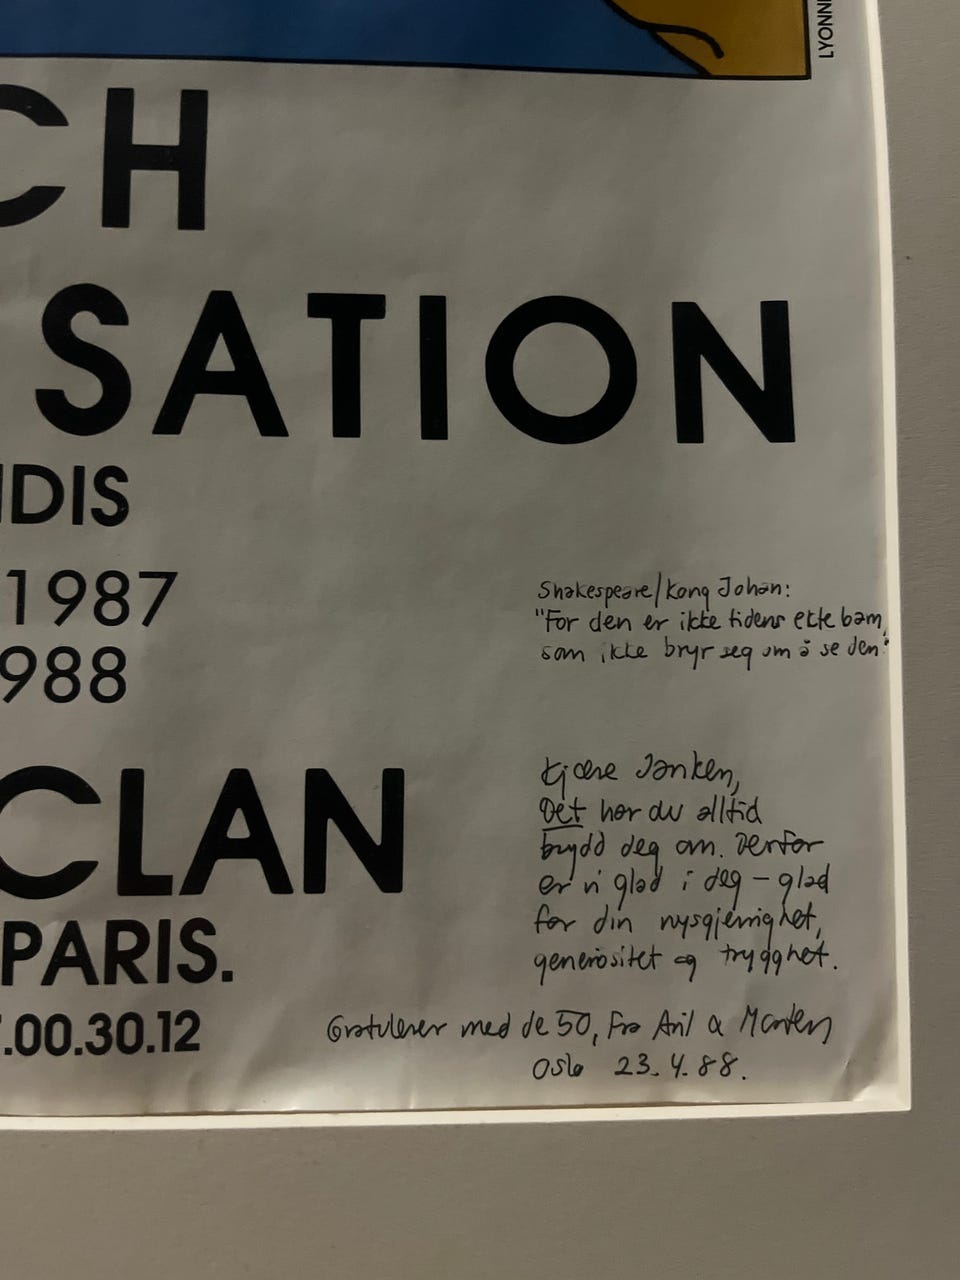 LYONN
CH
SATION
IDIS
1987
988
Shakespeare/Kong Johan:
"For den er ikke tidens ekte barn,
som ikke bryr seg om å se den."
Kjære Janken,
Det har du alltid
brydd deg om. Derfor
er vi glad i deg – glad
for din nysgjerrighet,
generøsitet og trygghet.
CLAN
PARIS.
.00.30.12
Gratulerer med de 50, Fra Aril & Morten
Oslo 23.4.88.